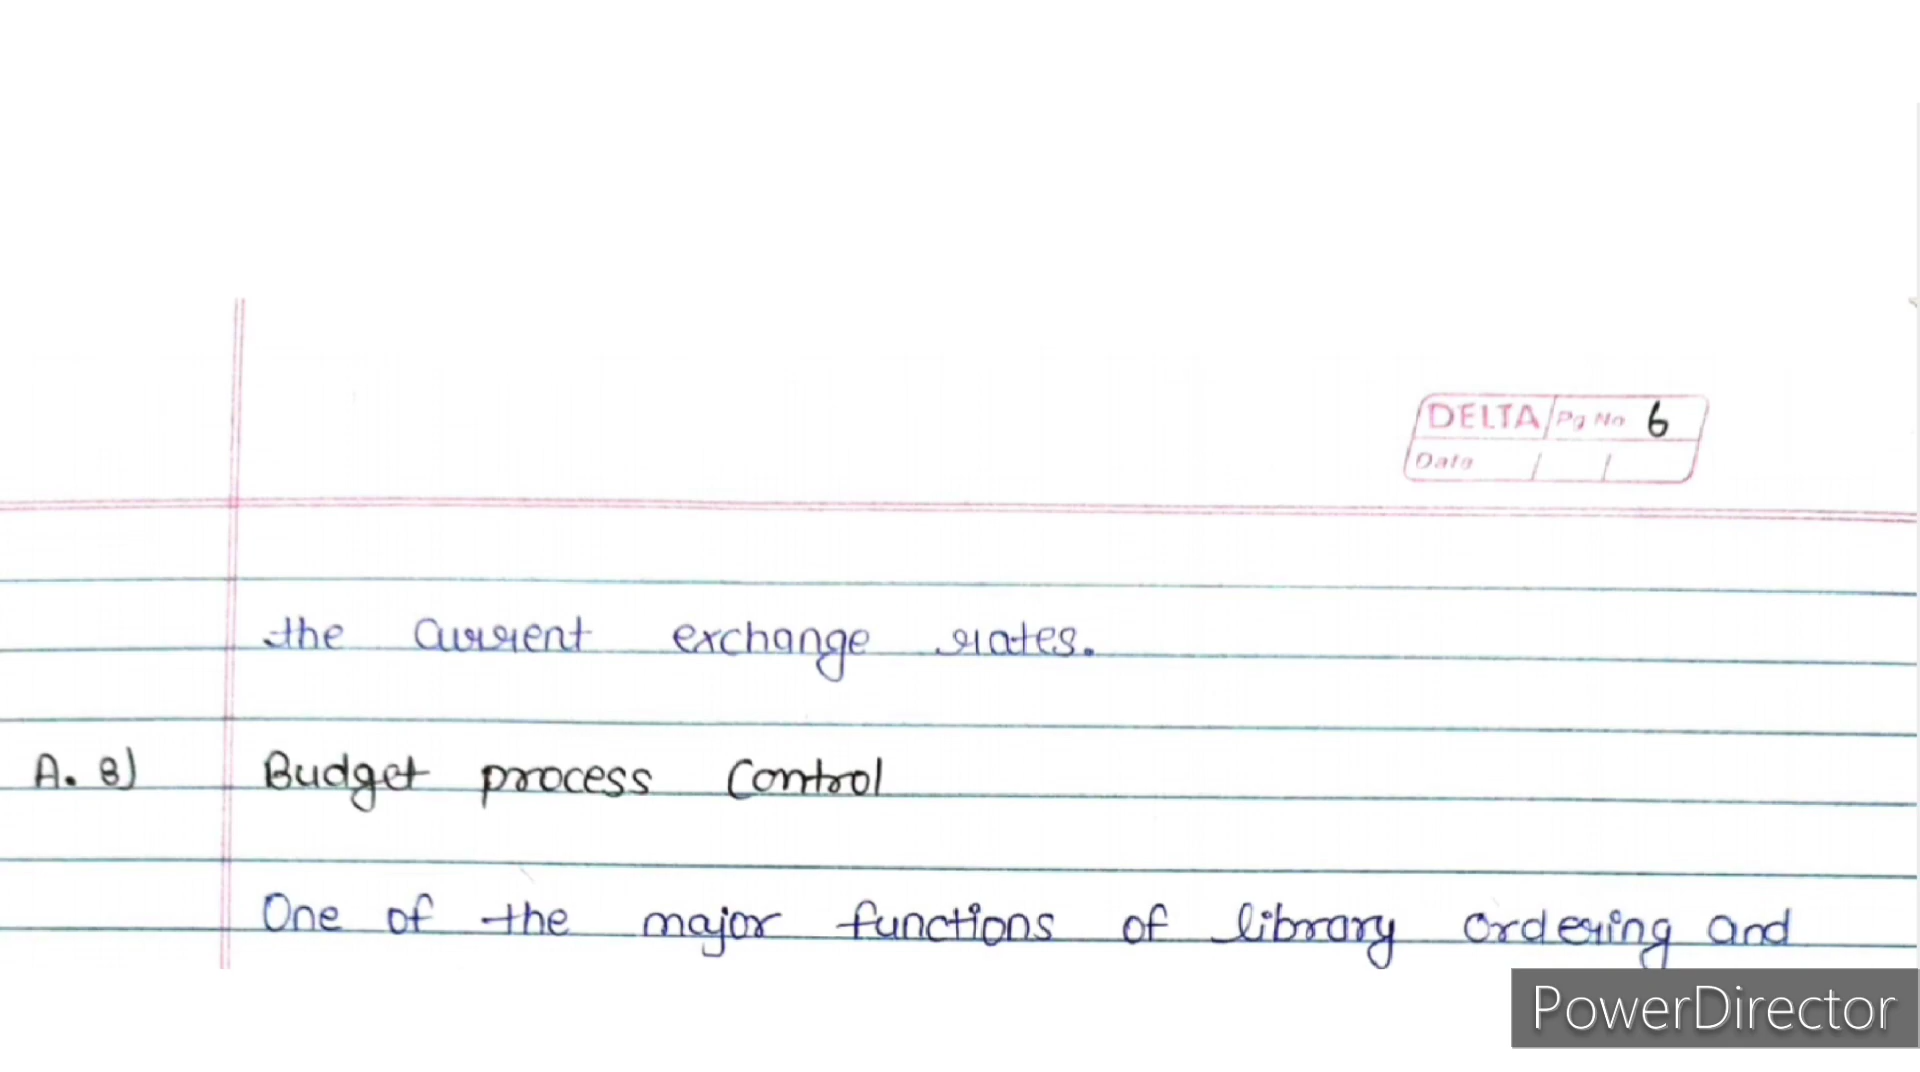 DELTA Pg No 6
Date / /
the current exchange rates.
A. 8) Budget process Control
One of the major functions of library ordering and
PowerDirector